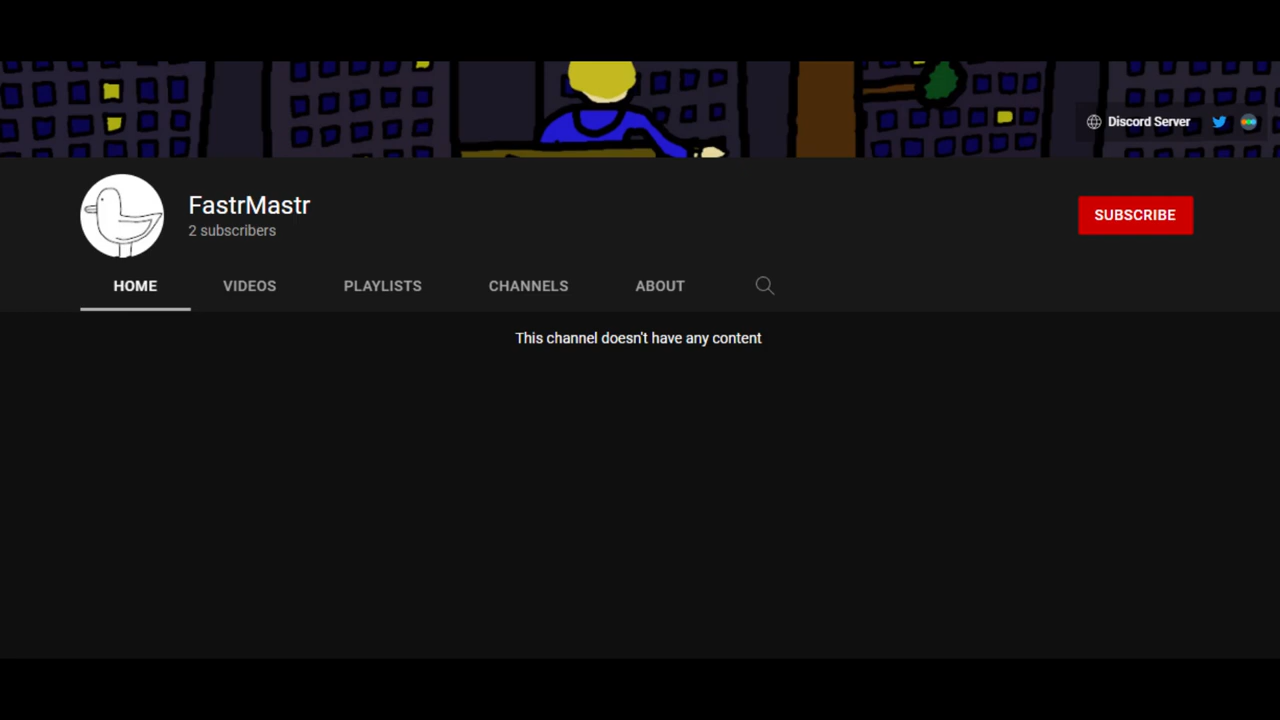 Discord Server
FastrMastr
2 subscribers
SUBSCRIBE
HOME VIDEOS PLAYLISTS CHANNELS ABOUT
This channel doesn't have any content